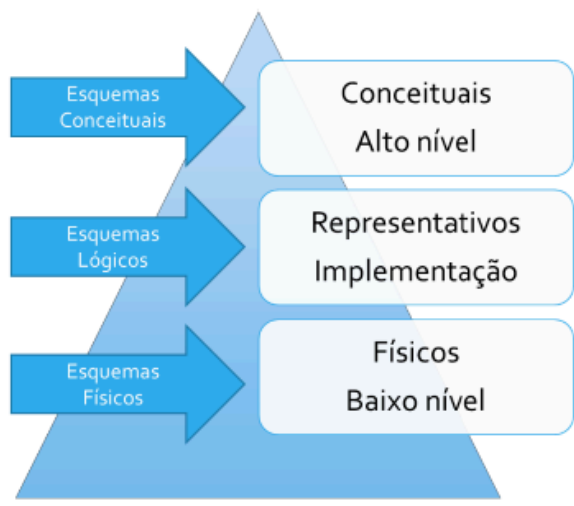 Esquemas
Conceituais
Conceituais
Alto nível
Esquemas
Lógicos
Representativos
Implementação
Esquemas
Físicos
Físicos
Baixo nível